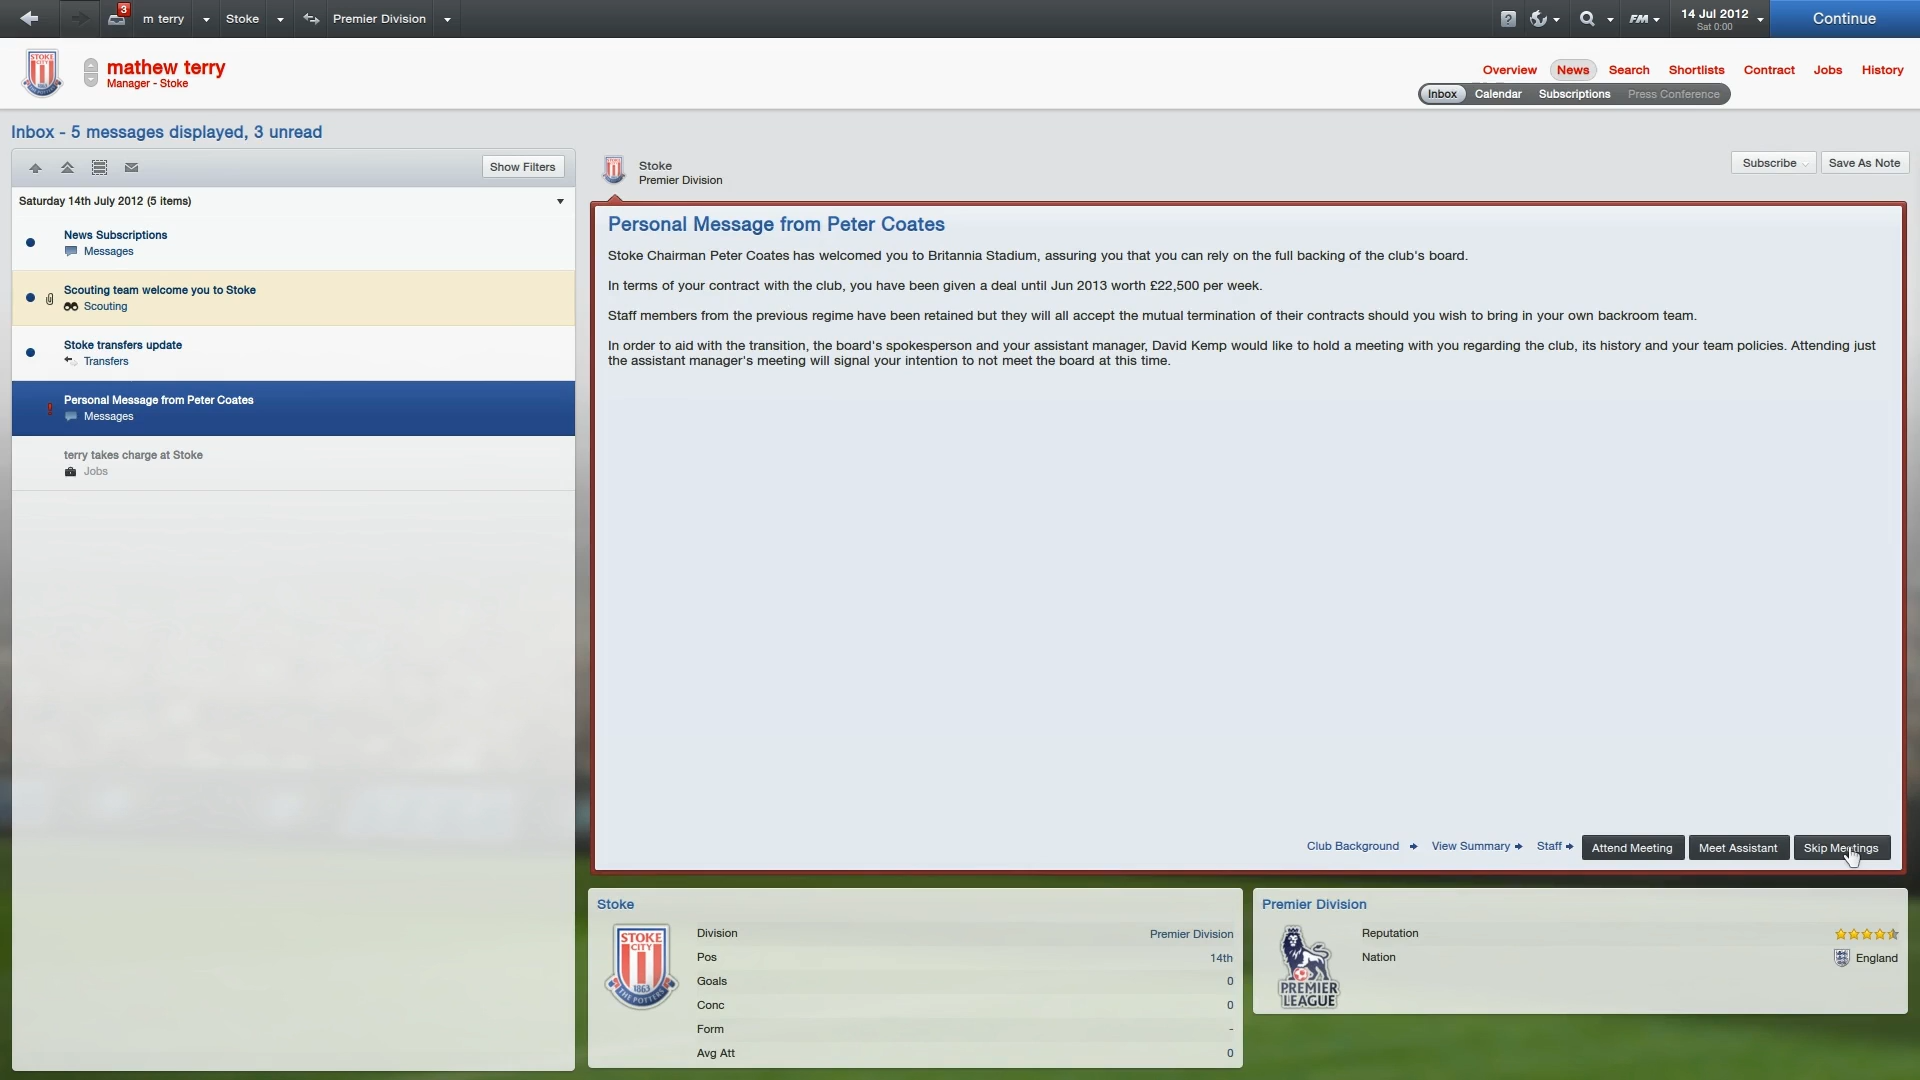 3
m terry
Stoke
Premier Division
?
FM
14 Jul 2012
Sat 0:00
Continue
STOKE
CITY
mathew terry
Manager - Stoke
Overview
News
Search
Shortlists
Contract
Jobs
History
Inbox
Calendar
Subscriptions
Press Conference
Inbox - 5 messages displayed, 3 unread
Show Filters
Stoke
Premier Division
Subscribe
Save As Note
Saturday 14th July 2012 (5 items)
News Subscriptions
Messages
Scouting team welcome you to Stoke
Scouting
Stoke transfers update
Transfers
Personal Message from Peter Coates
Messages
terry takes charge at Stoke
Jobs
Personal Message from Peter Coates
Stoke Chairman Peter Coates has welcomed you to Britannia Stadium, assuring you that you can rely on the full backing of the club's board.
In terms of your contract with the club, you have been given a deal until Jun 2013 worth £22,500 per week.
Staff members from the previous regime have been retained but they will all accept the mutual termination of their contracts should you wish to bring in your own backroom team.
In order to aid with the transition, the board's spokesperson and your assistant manager, David Kemp would like to hold a meeting with you regarding the club, its history and your team policies. Attending just
the assistant manager's meeting will signal your intention to not meet the board at this time.
Club Background
View Summary
Staff
Attend Meeting
Meet Assistant
Skip Meetings
Stoke
STOKE
CITY
1863
THE POTTERS
Division
Premier Division
Pos
14th
Goals
0
Conc
0
Form
-
Avg Att
0
Premier Division
PREMIER
LEAGUE
Reputation
Nation
England